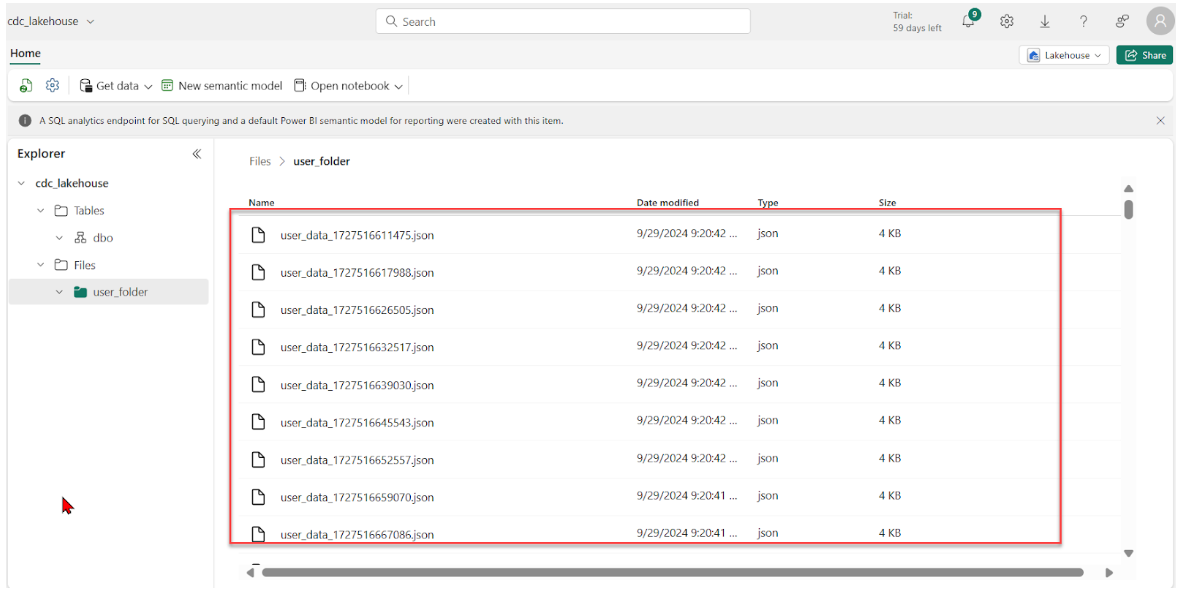 cdc_lakehouse
Search
Trial:
59 days left
9
Home
Lakehouse
Share
Get data
New semantic model
Open notebook
A SQL analytics endpoint for SQL querying and a default Power BI semantic model for reporting were created with this item.
Explorer
cdc_lakehouse
Tables
dbo
Files
user_folder
Files > user_folder
Name Date modified Type Size
user_data_1727516611475.json 9/29/2024 9:20:42 ... json 4 KB
user_data_1727516617988.json 9/29/2024 9:20:42 ... json 4 KB
user_data_1727516626505.json 9/29/2024 9:20:42 ... json 4 KB
user_data_1727516632517.json 9/29/2024 9:20:42 ... json 4 KB
user_data_1727516639030.json 9/29/2024 9:20:42 ... json 4 KB
user_data_1727516645543.json 9/29/2024 9:20:42 ... json 4 KB
user_data_1727516652557.json 9/29/2024 9:20:42 ... json 4 KB
user_data_1727516659070.json 9/29/2024 9:20:41 ... json 4 KB
user_data_1727516667086.json 9/29/2024 9:20:41 ... json 4 KB